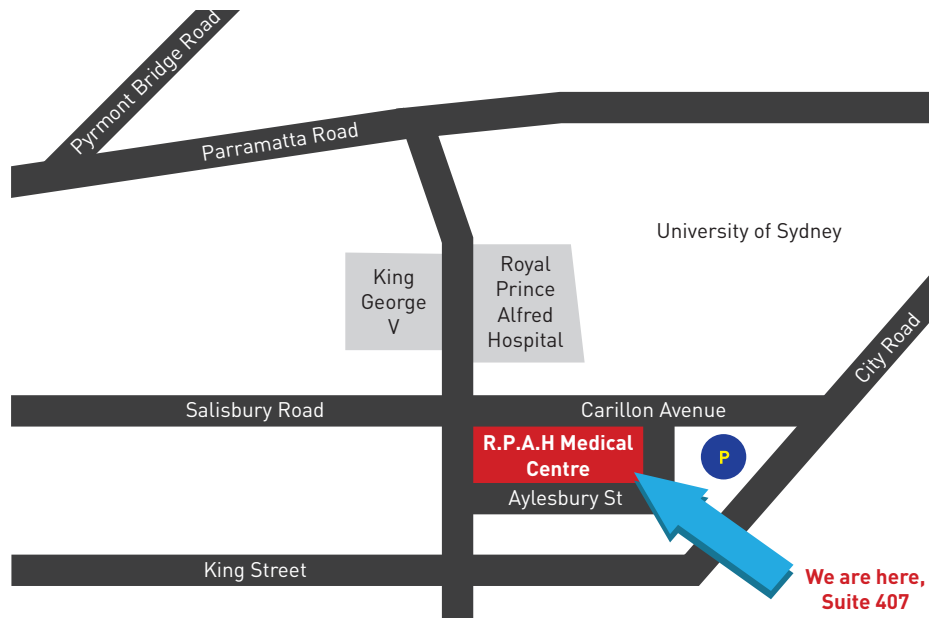 Pyrmont Bridge Road
Parramatta Road
University of Sydney
King
George
V
Royal
Prince
Alfred
Hospital
City Road
Salisbury Road
Carillon Avenue
R.P.A.H Medical
Centre
P
Aylesbury St
King Street
We are here,
Suite 407